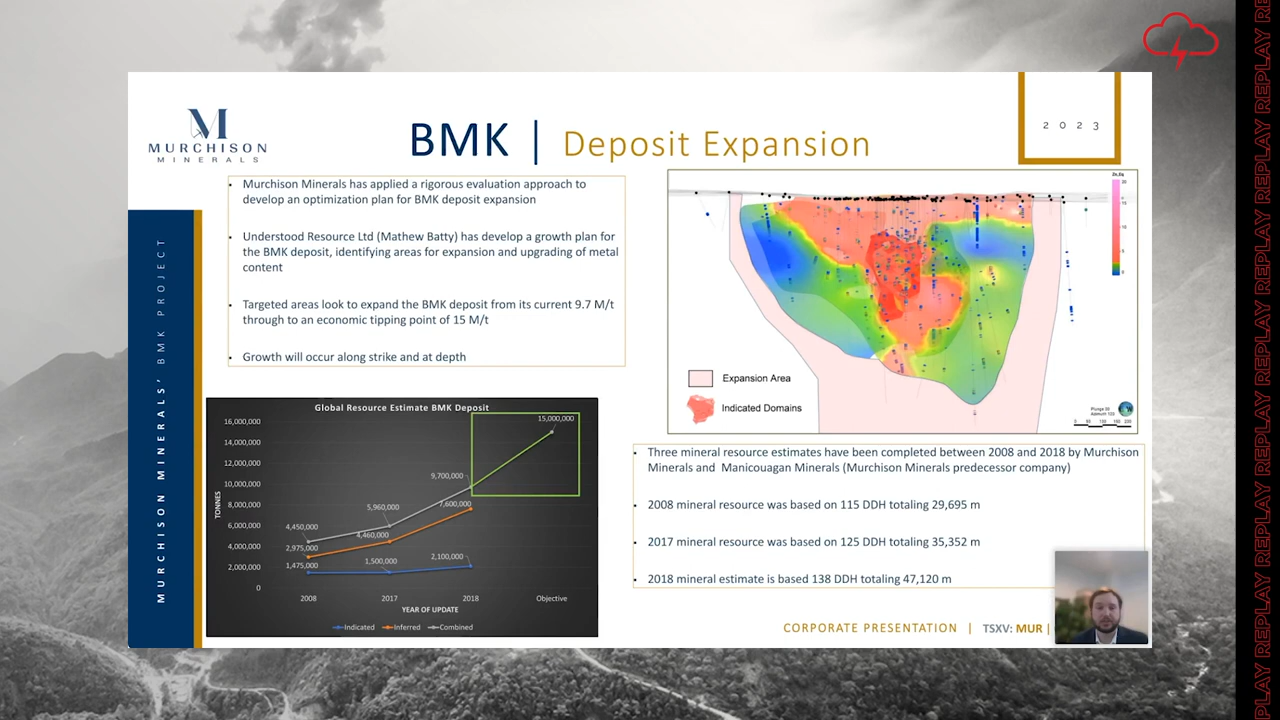 MURCHISON
MINERALS
BMK | Deposit Expansion
2023
• Murchison Minerals has applied a rigorous evaluation approach to
develop an optimization plan for BMK deposit expansion
• Understood Resource Ltd (Mathew Batty) has develop a growth plan for
the BMK deposit, identifying areas for expansion and upgrading of metal
content
• Targeted areas look to expand the BMK deposit from its current 9.7 M/t
through to an economic tipping point of 15 M/t
• Growth will occur along strike and at depth
MURCHISON MINERALS' BMK PROJECT
Expansion Area
Indicated Domains
Global Resource Estimate BMK Deposit
16,000,000
14,000,000
12,000,000
10,000,000
8,000,000
6,000,000
4,000,000
2,000,000
0
TONNES
15,000,000
9,700,000
7,600,000
5,960,000
4,460,000
4,450,000
2,975,000
1,475,000
1,500,000
2,100,000
2008
2017
2018
Objective
YEAR OF UPDATE
Indicated
Inferred
Combined
• Three mineral resource estimates have been completed between 2008 and 2018 by Murchison
Minerals and Manicouagan Minerals (Murchison Minerals predecessor company)
• 2008 mineral resource was based on 115 DDH totaling 29,695 m
• 2017 mineral resource was based on 125 DDH totaling 35,352 m
• 2018 mineral estimate is based 138 DDH totaling 47,120 m
CORPORATE PRESENTATION | TSXV: MUR |
REPLAY REPLAY REPLAY REPLAY REPLAY REPLAY REPLAY